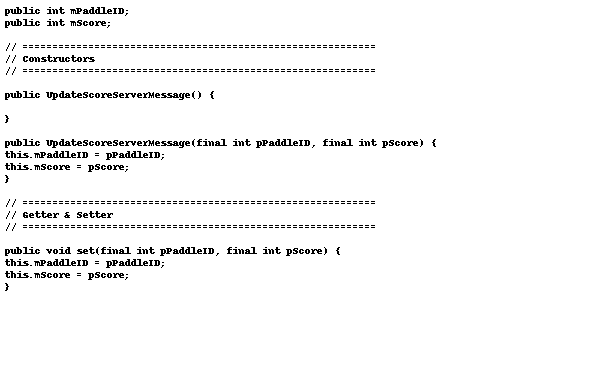 public int mPaddleID;
public int mScore;
// ===========================================================
// Constructors
// ===========================================================
public UpdateScoreServerMessage() {
}
public UpdateScoreServerMessage(final int pPaddleID, final int pScore) {
this.mPaddleID = pPaddleID;
this.mScore = pScore;
}
// ===========================================================
// Getter & Setter
// ===========================================================
public void set(final int pPaddleID, final int pScore) {
this.mPaddleID = pPaddleID;
this.mScore = pScore;
}